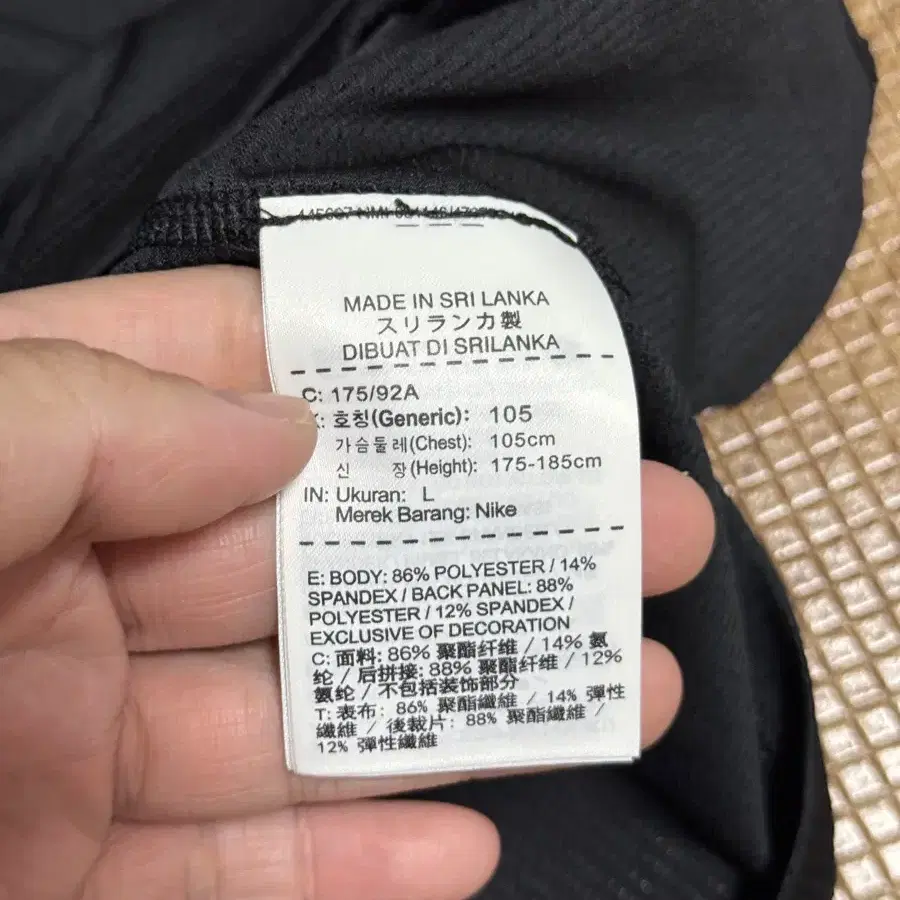 MADE IN SRI LANKA
スリランカ製
DIBUAT DI SRILANKA
C: 175/92A
호칭(Generic): 105
가슴둘레(Chest): 105cm
신 장(Height): 175-185cm
IN: Ukuran: L
Merek Barang: Nike
E: BODY: 86% POLYESTER / 14%
SPANDEX / BACK PANEL: 88%
POLYESTER / 12% SPANDEX /
EXCLUSIVE OF DECORATION
C: 面料: 86% 聚酯纤维 / 14% 氨
纶 / 后拼接: 88% 聚酯纤维 / 12%
氨纶 / 不包括装饰部分
T: 表布: 86% 聚酯纖維 / 14% 彈性
纖維 / 後裁片: 88% 聚酯纖維 /
12% 彈性纖維